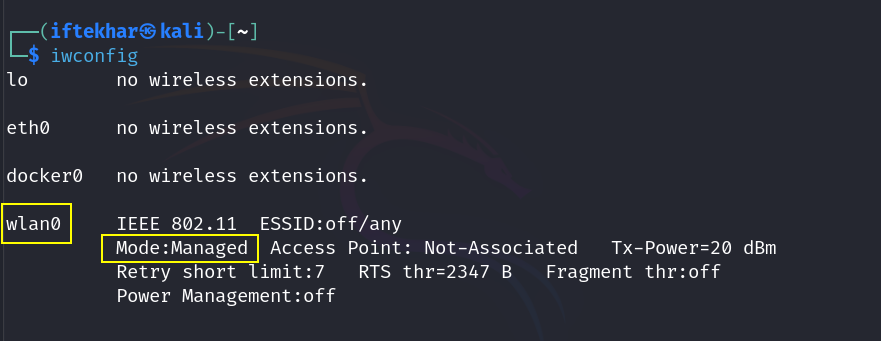 ┌──(iftekhar㉿kali)-[~]
└─$ iwconfig
lo        no wireless extensions.
eth0      no wireless extensions.
docker0   no wireless extensions.
wlan0     IEEE 802.11  ESSID:off/any
          Mode:Managed  Access Point: Not-Associated   Tx-Power=20 dBm
          Retry short limit:7   RTS thr=2347 B   Fragment thr:off
          Power Management:off